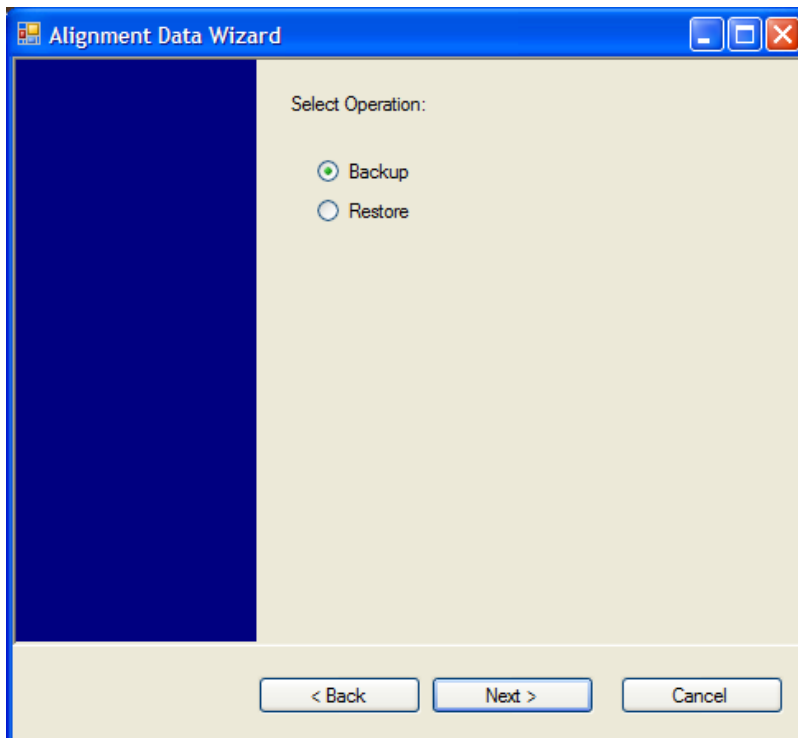 Alignment Data Wizard
Select Operation:
Backup
Restore
< Back Next > Cancel